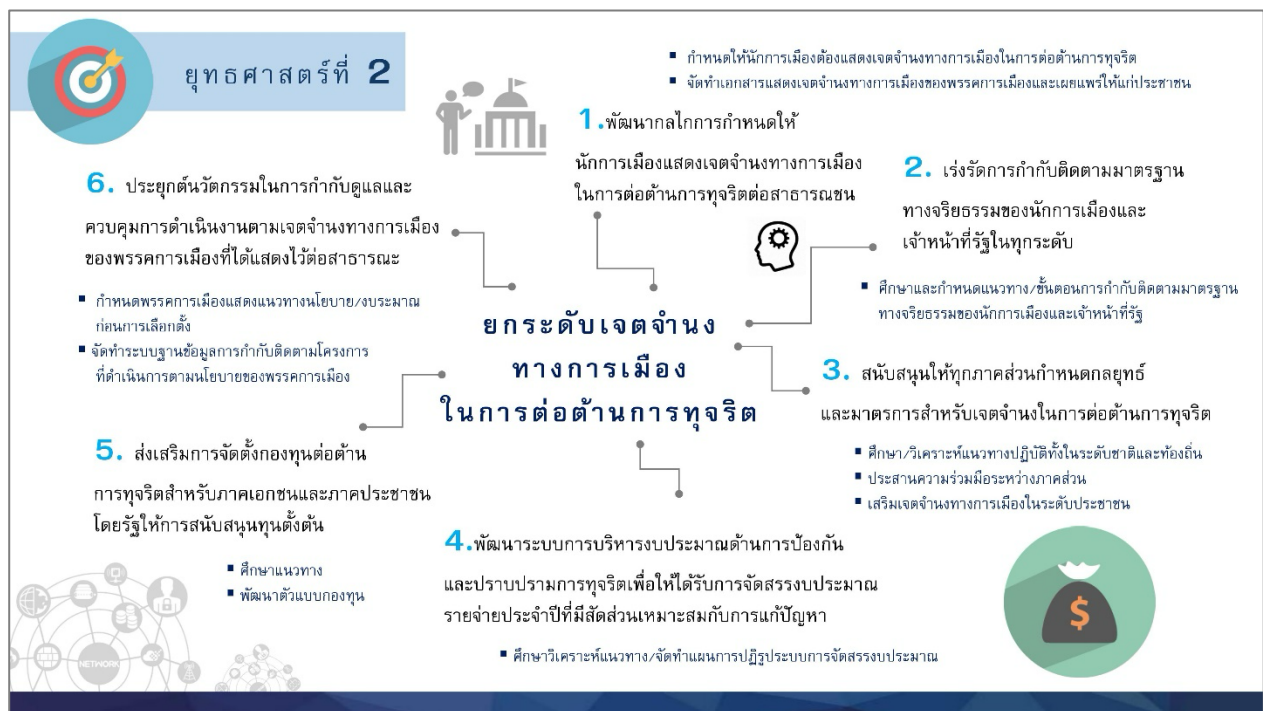 ยุทธศาสตร์ที่ 2
▪ กำหนดให้นักการเมืองต้องแสดงเจตจำนงทางการเมืองในการต่อต้านการทุจริต
▪ จัดทำเอกสารแสดงเจตจำนงทางการเมืองของพรรคการเมืองและเผยแพร่ให้แก่ประชาชน
1.พัฒนากลไกการกำหนดให้
นักการเมืองแสดงเจตจำนงทางการเมือง
ในการต่อต้านการทุจริตต่อสาธารณชน
2. เร่งรัดการกำกับติดตามมาตรฐาน
ทางจริยธรรมของนักการเมืองและ
เจ้าหน้าที่รัฐในทุกระดับ
▪ ศึกษาและกำหนดแนวทาง/ขั้นตอนการกำกับติดตามมาตรฐาน
ทางจริยธรรมของนักการเมืองและเจ้าหน้าที่รัฐ
ยกระดับเจตจำนง
ทางการเมือง
ในการต่อต้านการทุจริต
3. สนับสนุนให้ทุกภาคส่วนกำหนดกลยุทธ์
และมาตรการสำหรับเจตจำนงในการต่อต้านการทุจริต
▪ ศึกษา/วิเคราะห์แนวทางปฏิบัติทั้งในระดับชาติและท้องถิ่น
▪ ประสานความร่วมมือระหว่างภาคส่วน
▪ เสริมเจตจำนงทางการเมืองในระดับประชาชน
4.พัฒนาระบบการบริหารงบประมาณด้านการป้องกัน
และปราบปรามการทุจริตเพื่อให้ได้รับการจัดสรรงบประมาณ
รายจ่ายประจำปีที่มีสัดส่วนเหมาะสมกับการแก้ปัญหา
▪ ศึกษาวิเคราะห์แนวทาง/จัดทำแผนการปฏิรูประบบการจัดสรรงบประมาณ
5. ส่งเสริมการจัดตั้งกองทุนต่อต้าน
การทุจริตสำหรับภาคเอกชนและภาคประชาชน
โดยรัฐให้การสนับสนุนทุนตั้งต้น
▪ ศึกษาแนวทาง
▪ พัฒนาตัวแบบกองทุน
6. ประยุกต์นวัตกรรมในการกำกับดูแลและ
ควบคุมการดำเนินงานตามเจตจำนงทางการเมือง
ของพรรคการเมืองที่ได้แสดงไว้ต่อสาธารณะ
▪ กำหนดพรรคการเมืองแสดงแนวทางนโยบาย/งบประมาณ
ก่อนการเลือกตั้ง
▪ จัดทำระบบฐานข้อมูลการกำกับติดตามโครงการ
ที่ดำเนินการตามนโยบายของพรรคการเมือง
NETWORK
$